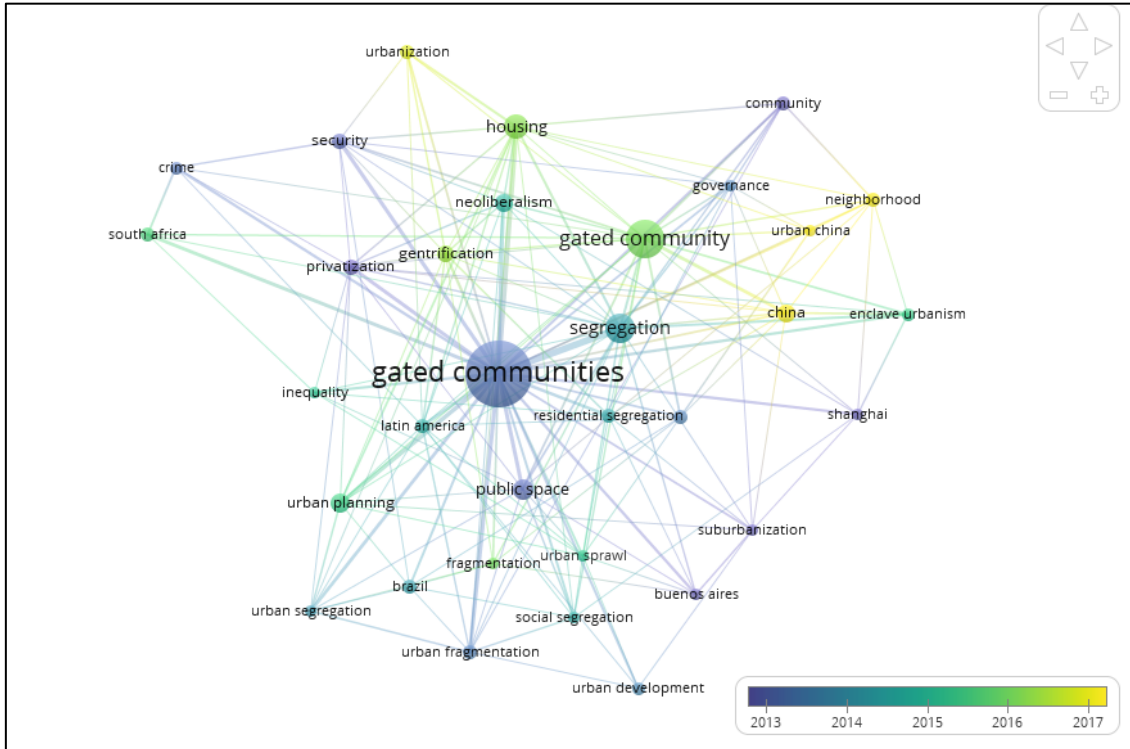 urbanization
community
housing
security
crime
governance
neoliberalism
neighborhood
south africa
urban china
gated community
gentrification
privatization
china
enclave urbanism
segregation
gated communities
inequality
residential segregation
shanghai
latin america
public space
urban planning
suburbanization
urban sprawl
fragmentation
brazil
buenos aires
urban segregation
social segregation
urban fragmentation
urban development
2013 2014 2015 2016 2017